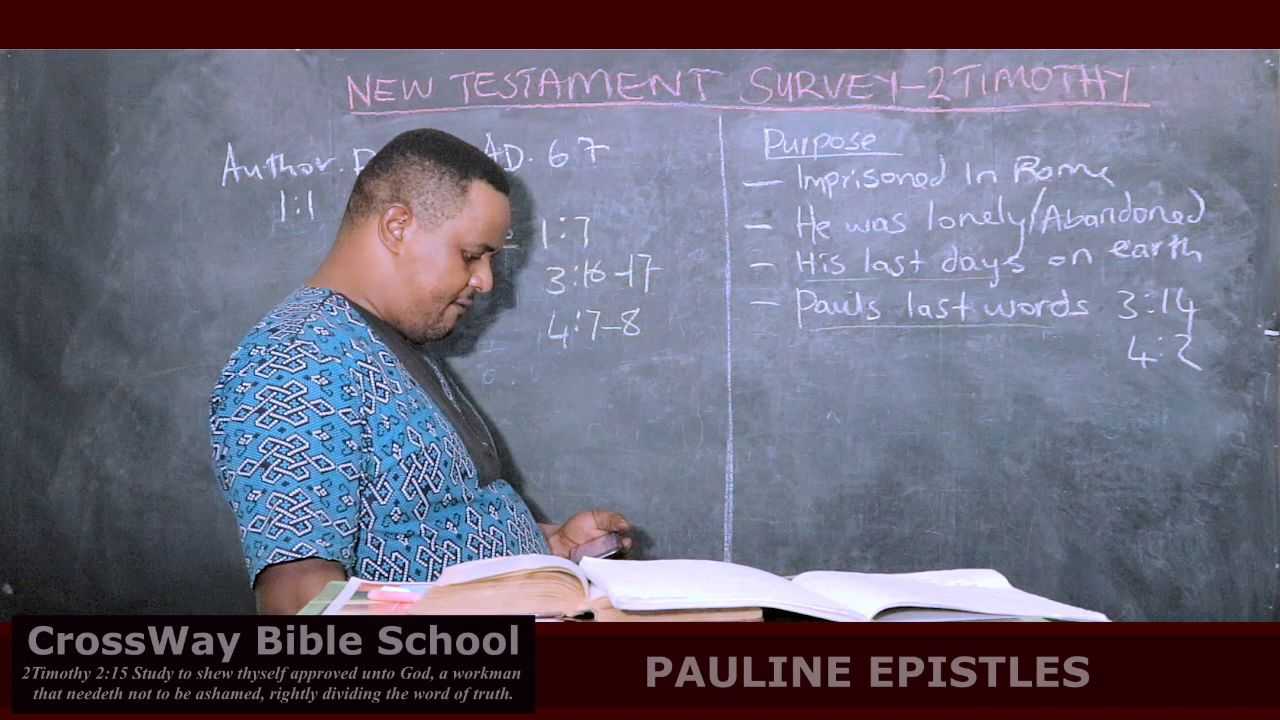 NEW TESTAMENT SURVEY-2TIMOTHY
Author. AD. 67
1:1
1:7
3:16-17
4:7-8
Purpose
— Imprisoned In Rome
— He was lonely/Abandoned
— His last days on earth
— Pauls last words 3:14
4:2
CrossWay Bible School
2Timothy 2:15 Study to shew thyself approved unto God, a workman
that needeth not to be ashamed, rightly dividing the word of truth.
PAULINE EPISTLES